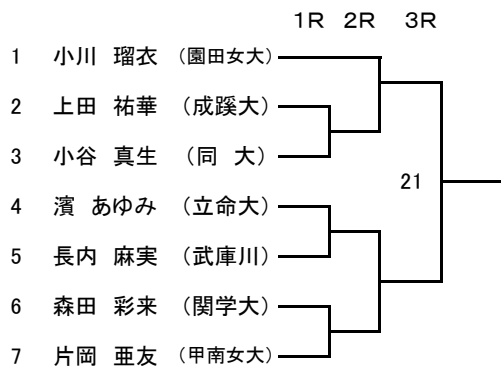 1R 2R 3R
1 小川 瑠衣 (園田女大)
2 上田 祐華 (成蹊大)
3 小谷 真生 (同 大)
21
4 濱 あゆみ (立命大)
5 長内 麻実 (武庫川)
6 森田 彩来 (関学大)
7 片岡 亜友 (甲南女大)